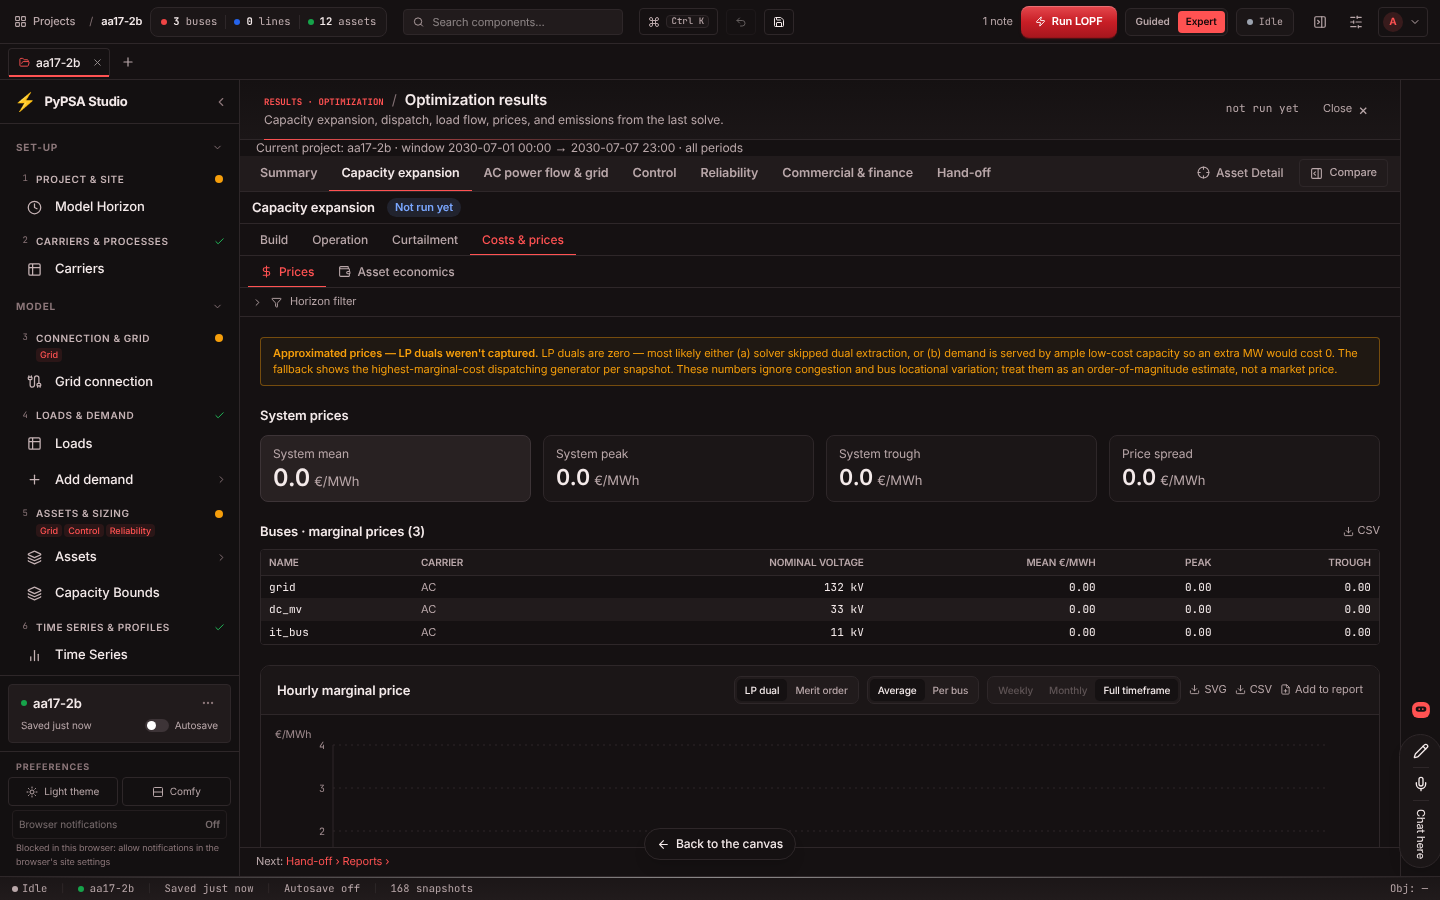 Projects / aa17-2b
3 buses 0 lines 12 assets
Search components...
⌘ Ctrl K
1 note
Run LOPF
Guided Expert
Idle
A
aa17-2b × +
PyPSA Studio
SET-UP
1 PROJECT & SITE
Model Horizon
2 CARRIERS & PROCESSES
Carriers
MODEL
3 CONNECTION & GRID
Grid
Grid connection
4 LOADS & DEMAND
Loads
Add demand
5 ASSETS & SIZING
Grid Control Reliability
Assets
Capacity Bounds
6 TIME SERIES & PROFILES
Time Series
aa17-2b ...
Saved just now Autosave
PREFERENCES
Light theme Comfy
Browser notifications Off
Blocked in this browser: allow notifications in the
browser's site settings
RESULTS · OPTIMIZATION / Optimization results
Capacity expansion, dispatch, load flow, prices, and emissions from the last solve.
not run yet Close ×
Current project: aa17-2b · window 2030-07-01 00:00 → 2030-07-07 23:00 · all periods
Summary Capacity expansion AC power flow & grid Control Reliability Commercial & finance Hand-off Asset Detail Compare
Capacity expansion Not run yet
Build Operation Curtailment Costs & prices
Prices Asset economics
Horizon filter
Approximated prices — LP duals weren't captured. LP duals are zero — most likely either (a) solver skipped dual extraction, or (b) demand is served by ample low-cost capacity so an extra MW would cost 0. The
fallback shows the highest-marginal-cost dispatching generator per snapshot. These numbers ignore congestion and bus locational variation; treat them as an order-of-magnitude estimate, not a market price.
System prices
System mean System peak System trough Price spread
0.0 €/MWh 0.0 €/MWh 0.0 €/MWh 0.0 €/MWh
Buses · marginal prices (3) CSV
NAME CARRIER NOMINAL VOLTAGE MEAN €/MWH PEAK TROUGH
grid AC 132 kV 0.00 0.00 0.00
dc_mv AC 33 kV 0.00 0.00 0.00
it_bus AC 11 kV 0.00 0.00 0.00
Hourly marginal price LP dual Merit order Average Per bus Weekly Monthly Full timeframe SVG CSV Add to report
€/MWh
4
3
2
Back to the canvas
Next: Hand-off › Reports ›
Chat here
Idle aa17-2b Saved just now Autosave off 168 snapshots Obj: —